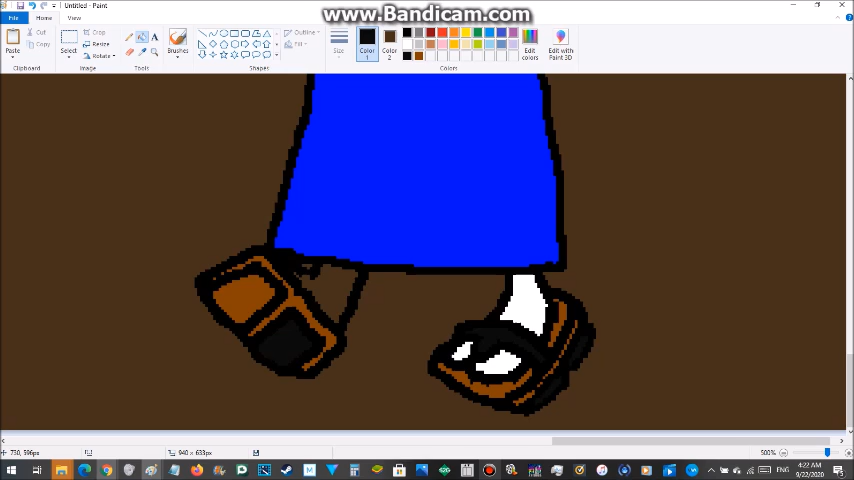 www.Bandicam.com
Untitled - Paint
File
Home
View
Cut
Copy
Paste
Clipboard
Select
Crop
Resize
Rotate
Image
Tools
Brushes
Shapes
Outline
Fill
Size
Color 1
Color 2
Edit colors
Edit with Paint 3D
Colors
730, 596px
940 × 633px
500%
ENG
4:22 AM
9/22/2020